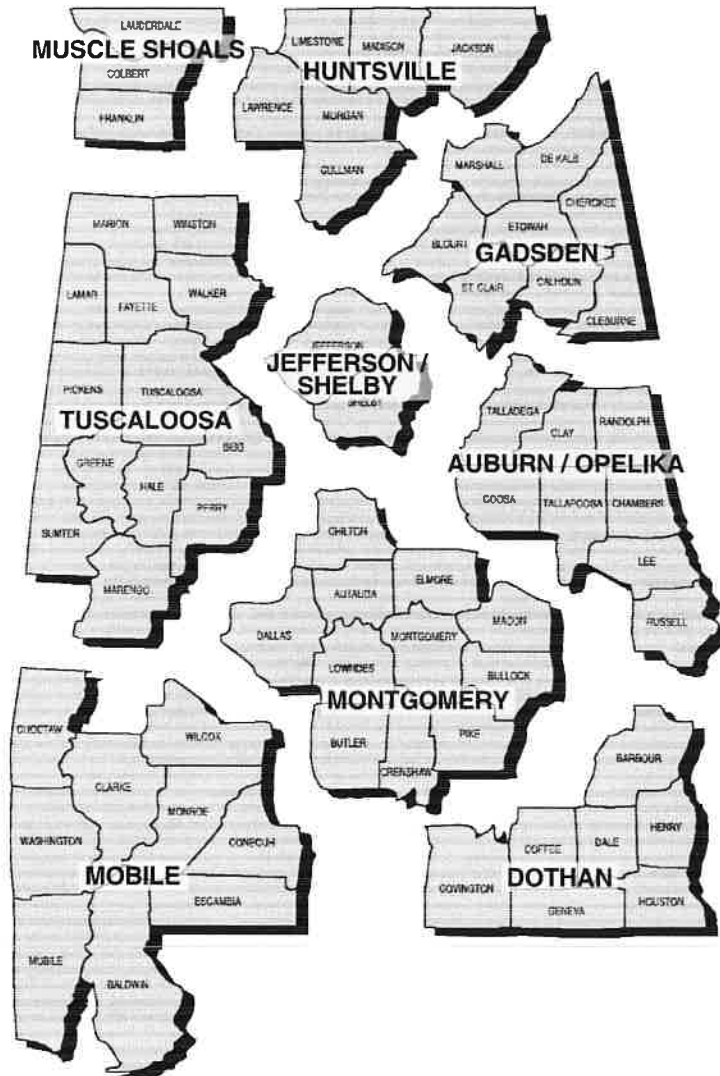 LAUDERDALE
MUSCLE SHOALS
COLBERT
FRANKLIN
LIMESTONE
MADISON
JACKSON
HUNTSVILLE
LAWRENCE
MORGAN
CULLMAN
MARSHALL
DE KALB
CHEROKEE
BLOUNT
ETOWAH
GADSDEN
ST. CLAIR
CALHOUN
CLEBURNE
MARION
WINSTON
LAMAR
FAYETTE
WALKER
PICKENS
TUSCALOOSA
TUSCALOOSA
BIBB
GREENE
HALE
PERRY
SUMTER
MARENGO
JEFFERSON
JEFFERSON /
SHELBY
SHELBY
TALLADEGA
CLAY
RANDOLPH
AUBURN / OPELIKA
COOSA
TALLAPOOSA
CHAMBERS
LEE
RUSSELL
CHILTON
AUTAUGA
ELMORE
DALLAS
MONTGOMERY
MACON
LOWNDES
BULLOCK
MONTGOMERY
BUTLER
PIKE
CRENSHAW
CHOCTAW
WILCOX
CLARKE
MONROE
WASHINGTON
CONECUH
MOBILE
ESCAMBIA
MOBILE
BALDWIN
BARBOUR
COFFEE
DALE
HENRY
DOTHAN
COVINGTON
GENEVA
HOUSTON